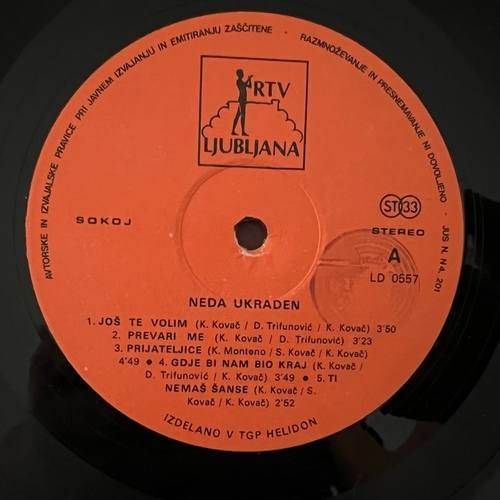 AVTORSKE IN IZVAJALSKE PRAVICE PRI JAVNEM IZVAJANJU IN EMITIRANJU ZAŠČITENE · RAZMNOŽEVANJE IN PRESNEMAVANJE NI DOVOLJENO · JUS N. N4. 201
RTV
LJUBLJANA
SOKOJ
ST 33
STEREO
A
LD 0557
NEDA UKRADEN
1. JOŠ TE VOLIM (K. Kovač / D. Trifunović / K. Kovač) 3'50
2. PREVARI ME (K. Kovač / D. Trifunović / K. Kovač) 3'23
3. PRIJATELJICE (K. Monteno / S. Kovač / K. Kovač)
4'49 ● 4. GDJE BI NAM BIO KRAJ (K. Kovač /
D. Trifunović / K. Kovač) 3'49 ● 5. TI
NEMAŠ ŠANSE (K. Kovač / S.
Kovač / K. Kovač) 2'52
IZDELANO V TGP HELIDON